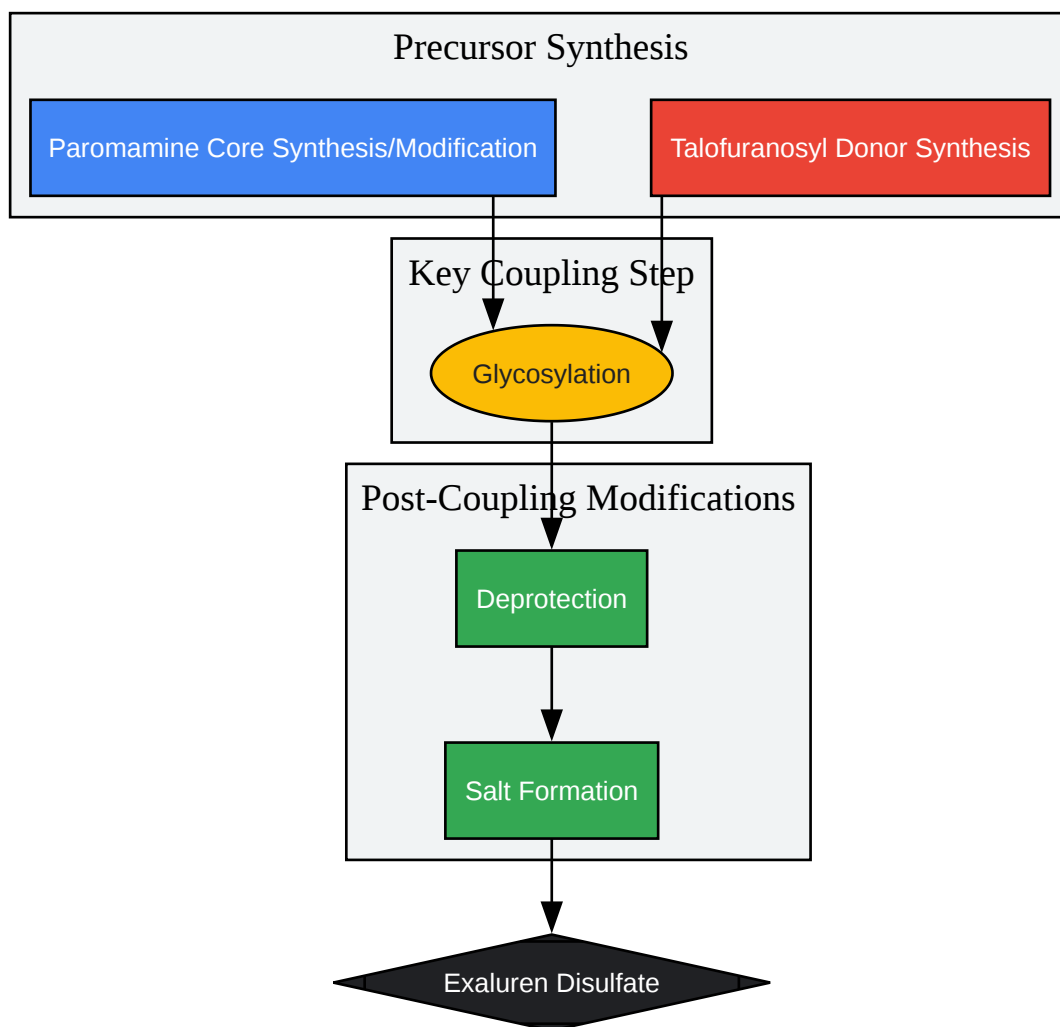 Precursor Synthesis
Paromamine Core Synthesis/Modification
Talofuranosyl Donor Synthesis
Key Coupling Step
Glycosylation
Post-Coupling Modifications
Deprotection
Salt Formation
Exaluren Disulfate